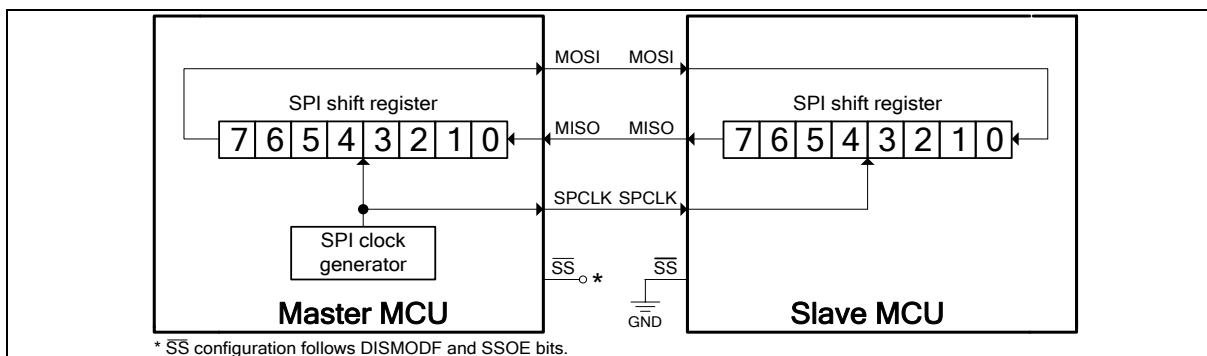 MOSI MOSI
SPI shift register SPI shift register
7 6 5 4 3 2 1 0 MISO MISO 7 6 5 4 3 2 1 0
SPCLK SPCLK
SPI clock
generator
SS * SS
GND
Master MCU Slave MCU
* SS configuration follows DISMODF and SSOE bits.